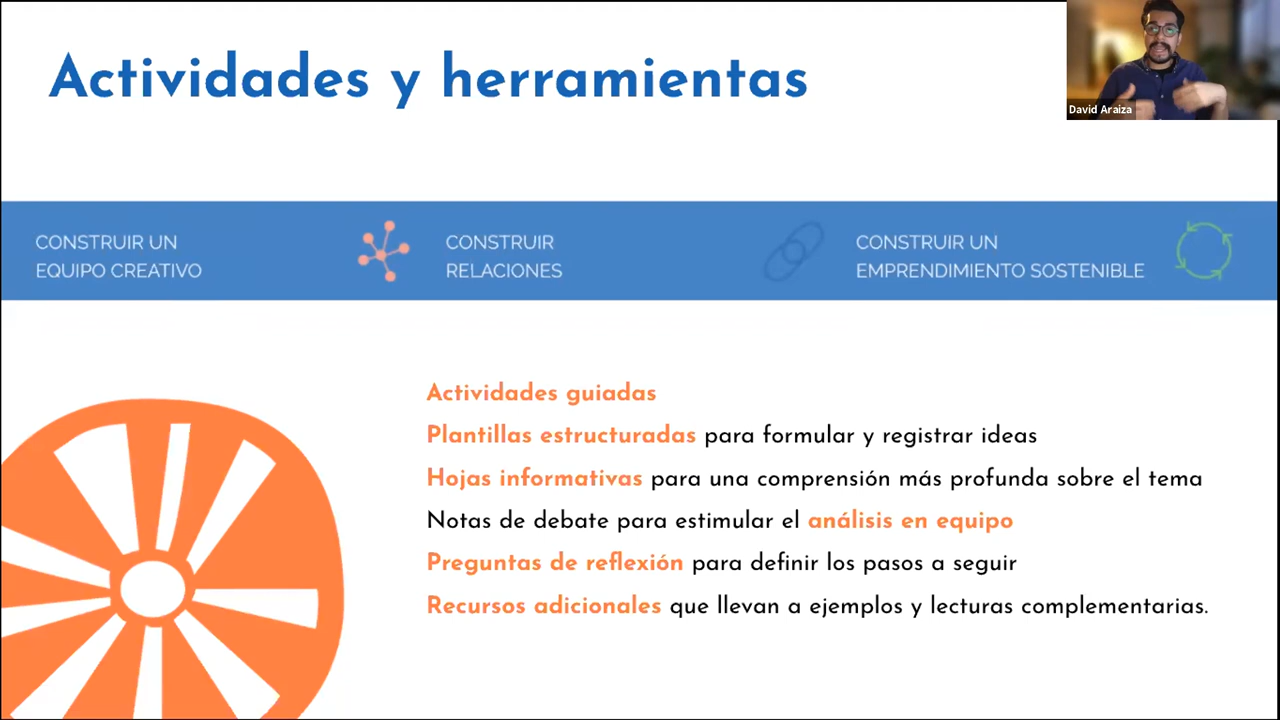 Actividades y herramientas
David Araiza
CONSTRUIR UN
EQUIPO CREATIVO
CONSTRUIR
RELACIONES
CONSTRUIR UN
EMPRENDIMIENTO SOSTENIBLE
Actividades guiadas
Plantillas estructuradas para formular y registrar ideas
Hojas informativas para una comprensión más profunda sobre el tema
Notas de debate para estimular el análisis en equipo
Preguntas de reflexión para definir los pasos a seguir
Recursos adicionales que llevan a ejemplos y lecturas complementarias.